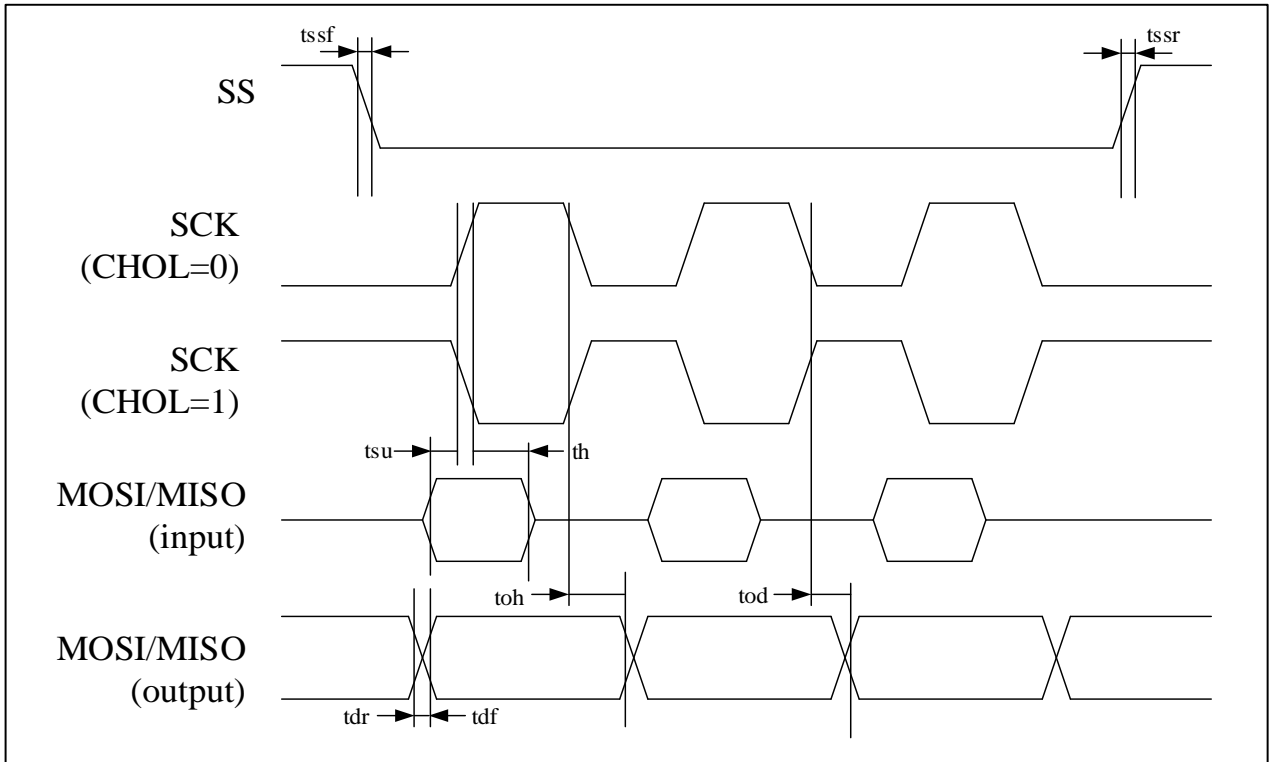 tssf
tssr
SS
SCK
(CHOL=0)
SCK
(CHOL=1)
tsu
th
MOSI/MISO
(input)
toh
tod
MOSI/MISO
(output)
tdr
tdf